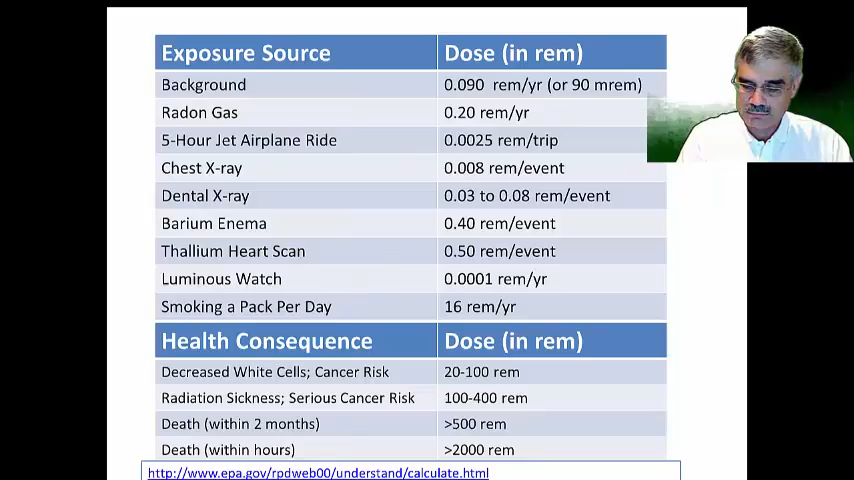 Exposure Source Dose (in rem)
Background 0.090 rem/yr (or 90 mrem)
Radon Gas 0.20 rem/yr
5-Hour Jet Airplane Ride 0.0025 rem/trip
Chest X-ray 0.008 rem/event
Dental X-ray 0.03 to 0.08 rem/event
Barium Enema 0.40 rem/event
Thallium Heart Scan 0.50 rem/event
Luminous Watch 0.0001 rem/yr
Smoking a Pack Per Day 16 rem/yr
Health Consequence Dose (in rem)
Decreased White Cells; Cancer Risk 20-100 rem
Radiation Sickness; Serious Cancer Risk 100-400 rem
Death (within 2 months) >500 rem
Death (within hours) >2000 rem
http://www.epa.gov/rpdweb00/understand/calculate.html